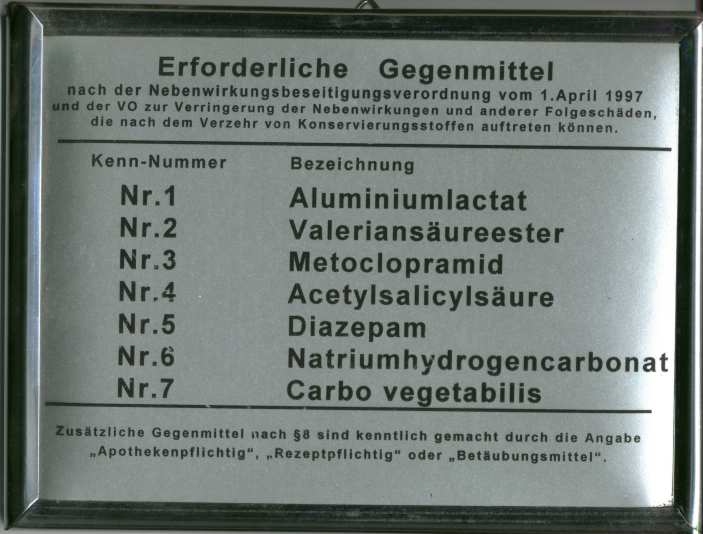 Erforderliche Gegenmittel
nach der Nebenwirkungsbeseitigungsverordnung vom 1.April 1997
und der VO zur Verringerung der Nebenwirkungen und anderer Folgeschäden,
die nach dem Verzehr von Konservierungsstoffen auftreten können.
Kenn-Nummer Bezeichnung
Nr.1 Aluminiumlactat
Nr.2 Valeriansäureester
Nr.3 Metoclopramid
Nr.4 Acetylsalicylsäure
Nr.5 Diazepam
Nr.6 Natriumhydrogencarbonat
Nr.7 Carbo vegetabilis
Zusätzliche Gegenmittel nach §8 sind kenntlich gemacht durch die Angabe
„Apothekenpflichtig“, „Rezeptpflichtig“ oder „Betäubungsmittel“.